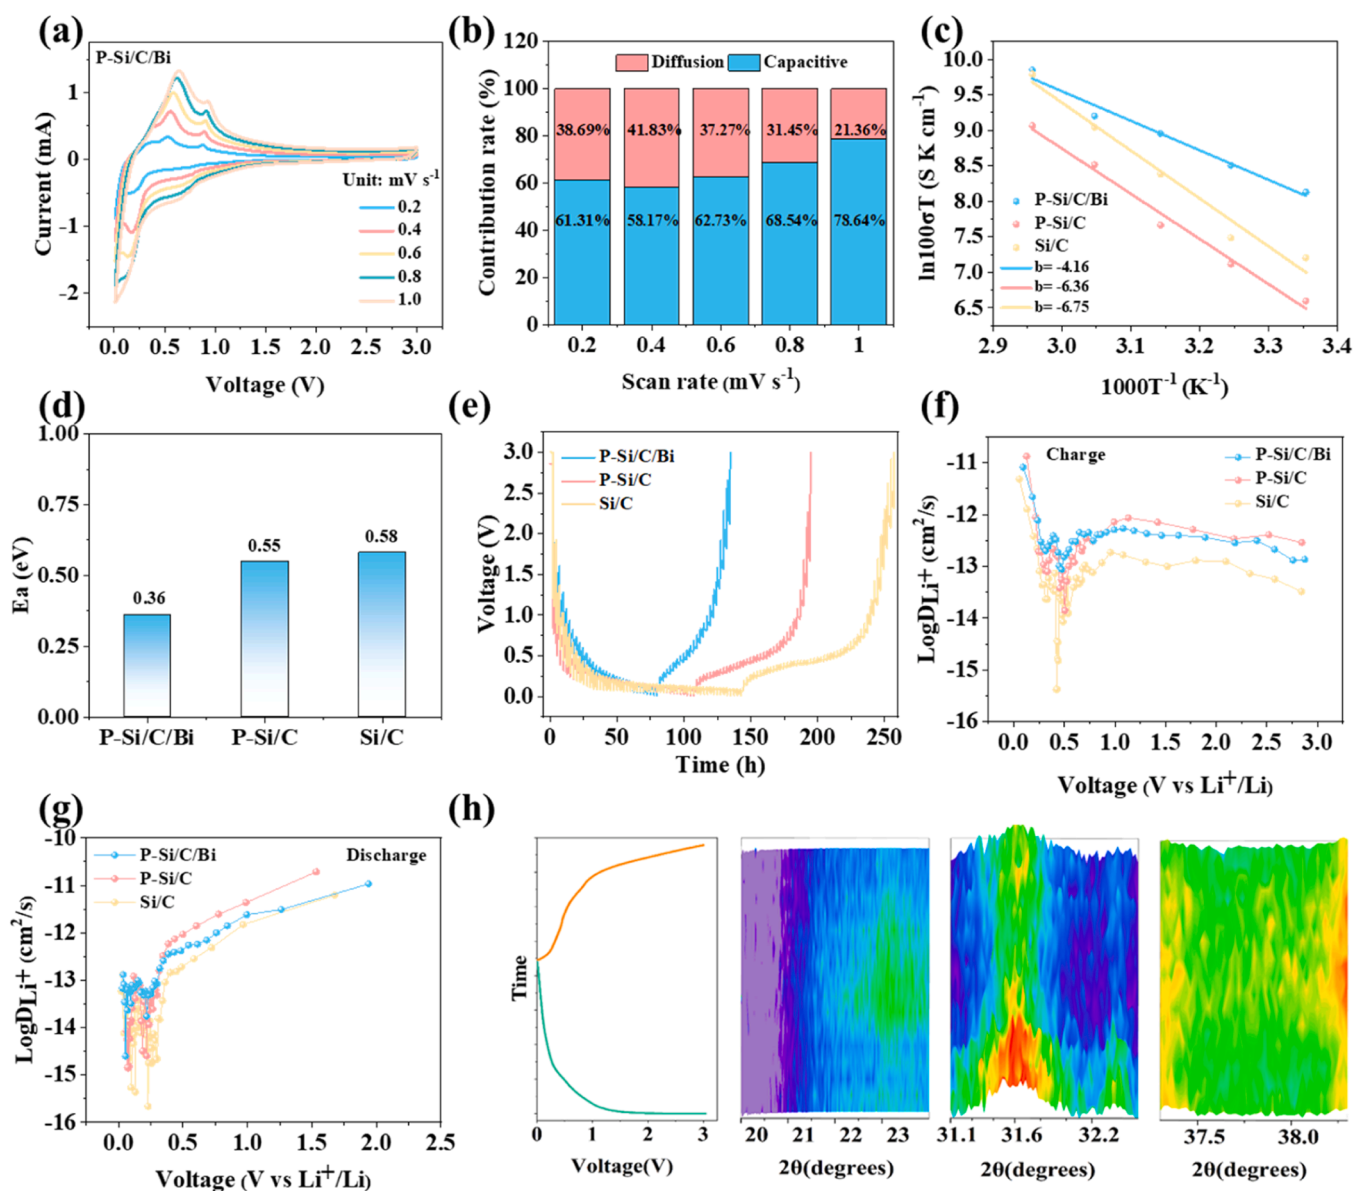 (a)
P-Si/C/Bi
Current (mA)
1
0
-1
-2
Unit: mV s-1
0.2
0.4
0.6
0.8
1.0
0.0 0.5 1.0 1.5 2.0 2.5 3.0
Voltage (V)
(b)
Contribution rate (%)
120
100
80
60
40
20
0
Diffusion Capacitive
38.69% 41.83% 37.27% 31.45% 21.36%
61.31% 58.17% 62.73% 68.54% 78.64%
0.2 0.4 0.6 0.8 1
Scan rate (mV s-1)
(c)
ln100σT (S K cm-1)
10.0
9.5
9.0
8.5
8.0
7.5
7.0
6.5
P-Si/C/Bi
P-Si/C
Si/C
b= -4.16
b= -6.36
b= -6.75
2.9 3.0 3.1 3.2 3.3 3.4
1000T-1 (K-1)
(d)
Ea (eV)
1.00
0.75
0.50
0.25
0.00
0.36
0.55
0.58
P-Si/C/Bi P-Si/C Si/C
(e)
Voltage (V)
3.0
2.5
2.0
1.5
1.0
0.5
0.0
P-Si/C/Bi
P-Si/C
Si/C
0 50 100 150 200 250
Time (h)
(f)
LogDLi+ (cm2/s)
-11
-12
-13
-14
-15
-16
Charge
P-Si/C/Bi
P-Si/C
Si/C
0.0 0.5 1.0 1.5 2.0 2.5 3.0
Voltage (V vs Li+/Li)
(g)
LogDLi+ (cm2/s)
-10
-11
-12
-13
-14
-15
-16
P-Si/C/Bi
P-Si/C
Si/C
Discharge
0.0 0.5 1.0 1.5 2.0 2.5
Voltage (V vs Li+/Li)
(h)
Time
0 1 2 3
Voltage(V)
20 21 22 23
2θ(degrees)
31.1 31.6 32.2
2θ(degrees)
37.5 38.0
2θ(degrees)